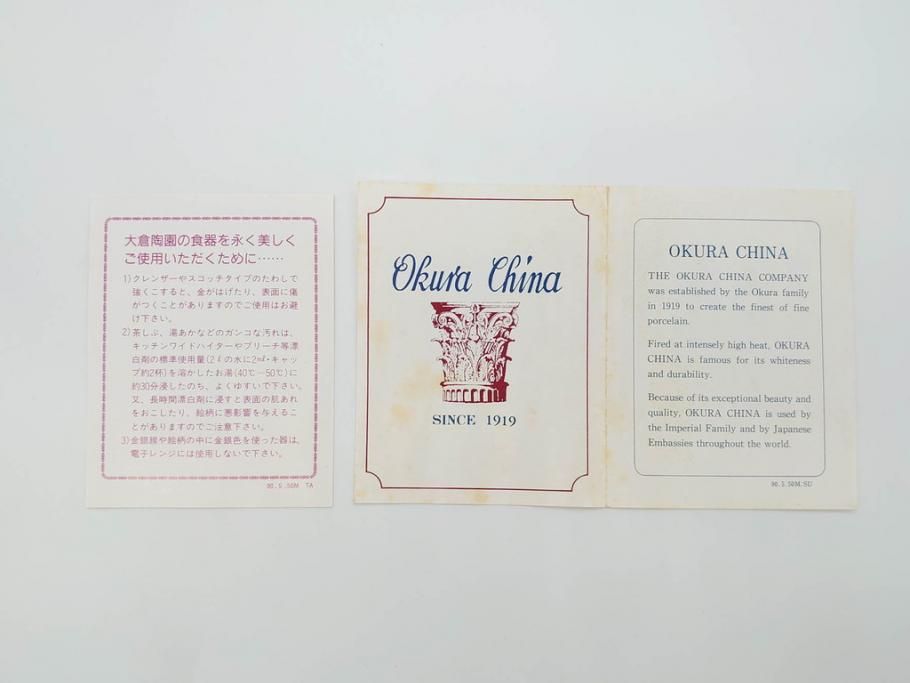 大倉陶園の食器を永く美しく
ご使用いただくために……
1)クレンザーやスコッチタイプのたわしで
強くこすると、金がはげたり、表面に傷
がつくことがありますのでご使用はお避
け下さい。
2)茶しぶ、湯あかなどのガンコな汚れは、
キッチンワイドハイターやブリーチ等漂
白剤の標準使用量(2ℓの水に2mℓ・キャッ
プ約2杯)を溶かしたお湯(40℃−50℃)に
約30分浸したのち、よくゆすいで下さい。
又、長時間漂白剤に浸すと表面の肌あれ
をおこしたり、絵柄に悪影響を与えるこ
とがありますのでご注意下さい。
3)金銀線や絵柄の中に金銀色を使った器は、
電子レンジには使用しないで下さい。
90.5.50M TA
Okura China
SINCE 1919
OKURA CHINA
THE OKURA CHINA COMPANY
was established by the Okura family
in 1919 to create the finest of fine
porcelain.
Fired at intensely high heat, OKURA
CHINA is famous for its whiteness
and durability.
Because of its exceptional beauty and
quality, OKURA CHINA is used by
the Imperial Family and by Japanese
Embassies throughout the world.
90.5.50M.SU